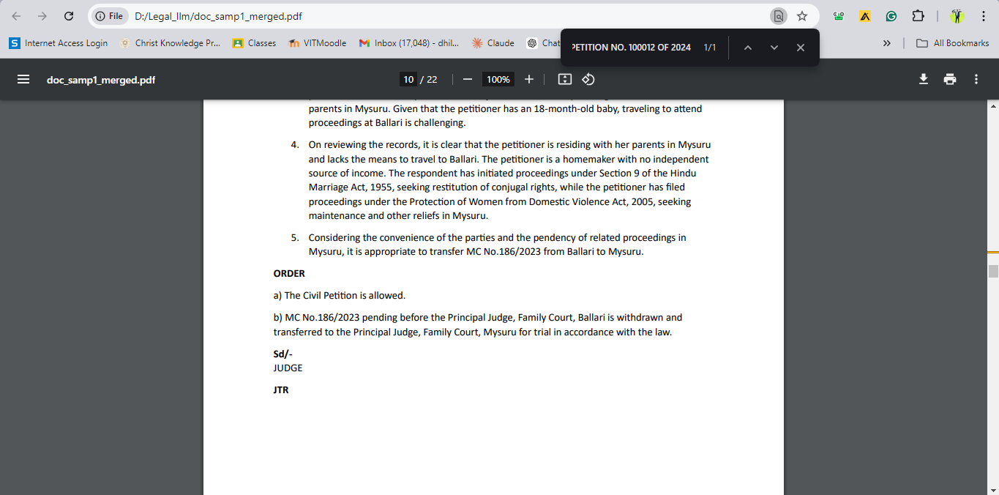 File D:/Legal_llm/doc_samp1_merged.pdf
Internet Access Login Christ Knowledge Pr... Classes VITMoodle Inbox (17,048) - dhil... Claude Chat All Bookmarks
PETITION NO. 100012 OF 2024 1/1
doc_samp1_merged.pdf 10 / 22 100%
parents in Mysuru. Given that the petitioner has an 18-month-old baby, traveling to attend
proceedings at Ballari is challenging.
4. On reviewing the records, it is clear that the petitioner is residing with her parents in Mysuru
and lacks the means to travel to Ballari. The petitioner is a homemaker with no independent
source of income. The respondent has initiated proceedings under Section 9 of the Hindu
Marriage Act, 1955, seeking restitution of conjugal rights, while the petitioner has filed
proceedings under the Protection of Women from Domestic Violence Act, 2005, seeking
maintenance and other reliefs in Mysuru.
5. Considering the convenience of the parties and the pendency of related proceedings in
Mysuru, it is appropriate to transfer MC No.186/2023 from Ballari to Mysuru.
ORDER
a) The Civil Petition is allowed.
b) MC No.186/2023 pending before the Principal Judge, Family Court, Ballari is withdrawn and
transferred to the Principal Judge, Family Court, Mysuru for trial in accordance with the law.
Sd/-
JUDGE
JTR